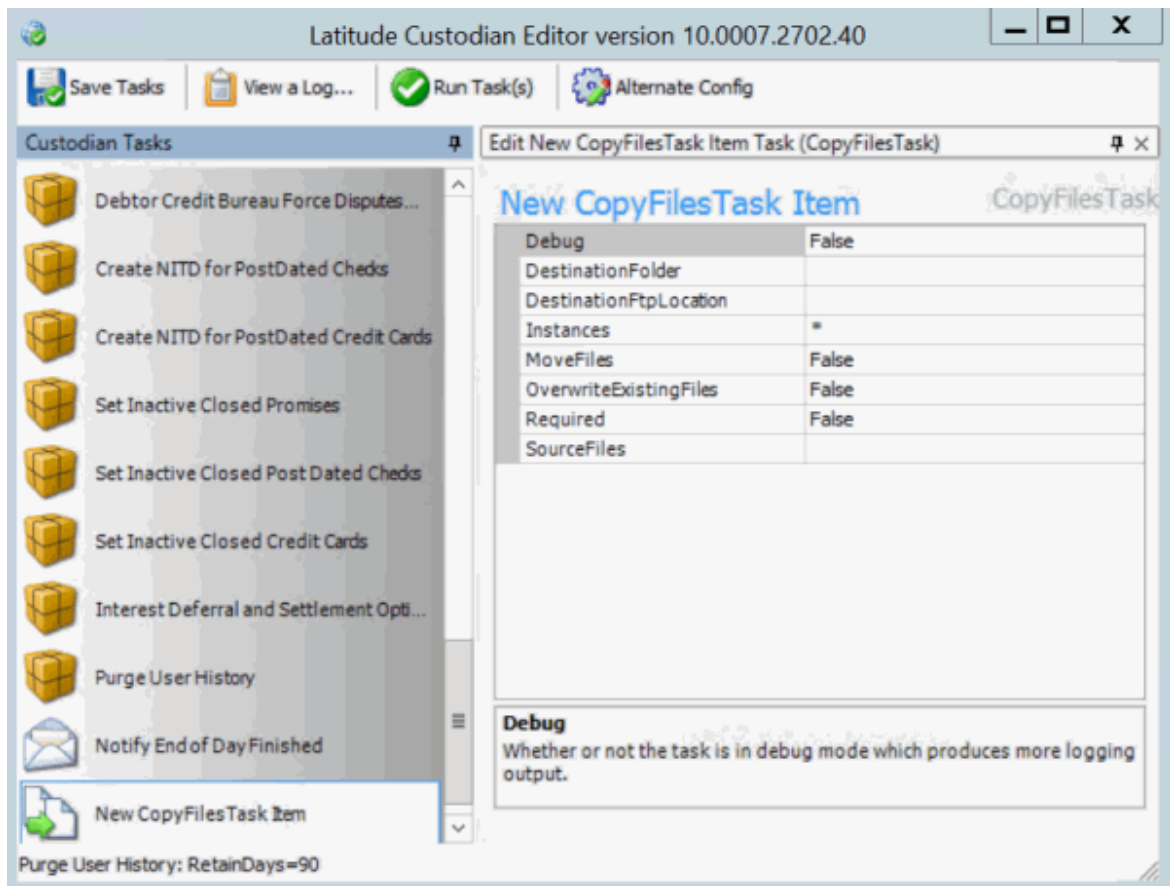 Latitude Custodian Editor version 10.0007.2702.40
Save Tasks View a Log... Run Task(s) Alternate Config
Custodian Tasks
Debtor Credit Bureau Force Disputes...
Create NITD for PostDated Checks
Create NITD for PostDated Credit Cards
Set Inactive Closed Promises
Set Inactive Closed Post Dated Checks
Set Inactive Closed Credit Cards
Interest Deferral and Settlement Opti...
Purge User History
Notify End of Day Finished
New CopyFilesTask Item
Edit New CopyFilesTask Item Task (CopyFilesTask)
New CopyFilesTask Item CopyFilesTask
Debug False
DestinationFolder
DestinationFtpLocation
Instances *
MoveFiles False
OverwriteExistingFiles False
Required False
SourceFiles
Debug
Whether or not the task is in debug mode which produces more logging
output.
Purge User History: RetainDays=90